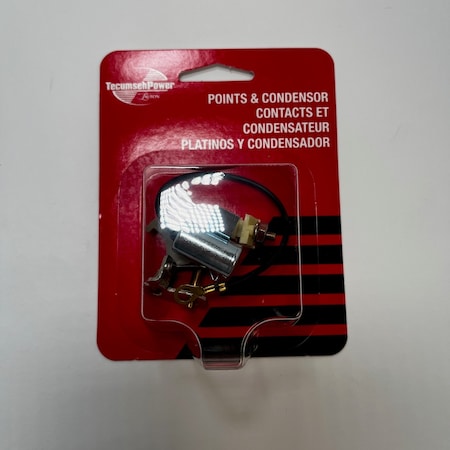 TecumsehPower
POINTS & CONDENSOR
CONTACTS ET
CONDENSATEUR
PLATINOS Y CONDENSADOR